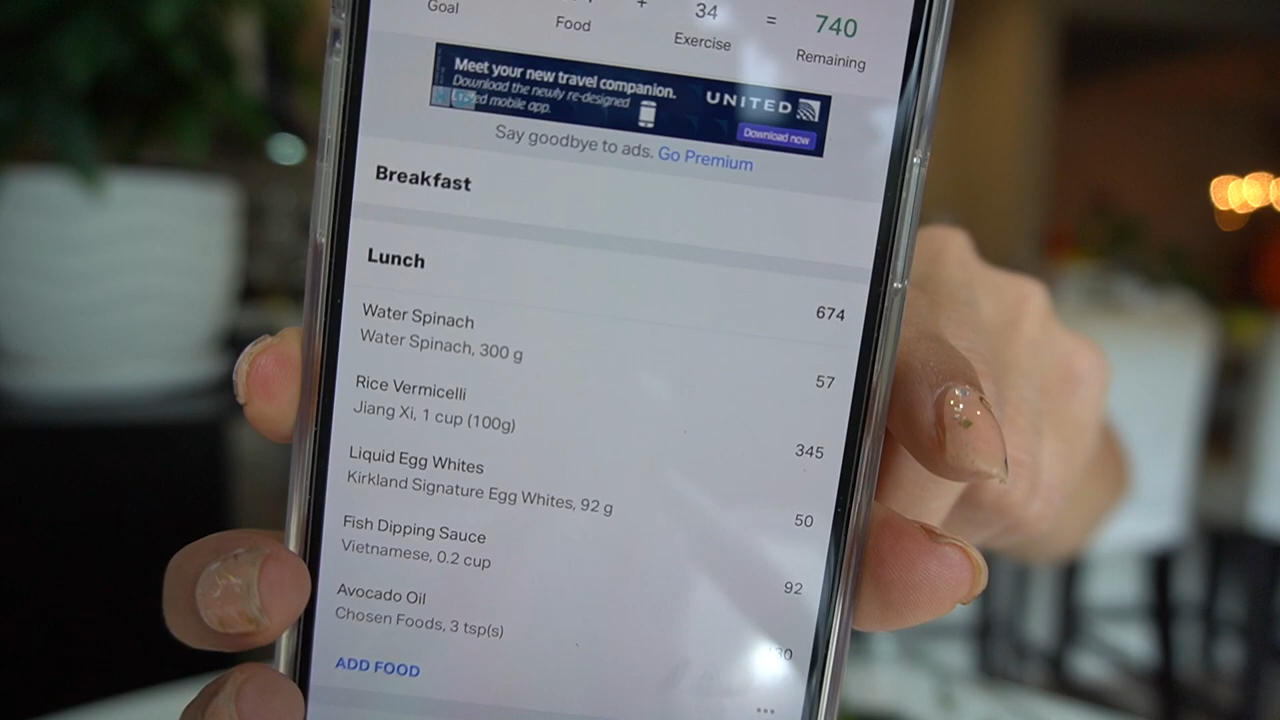 34
=
740
+
Goal
Food
Exercise
Remaining
Meet your new travel companion.
Download the newly re-designed
mobile app.
UNITED
Download now
Say goodbye to ads. Go Premium
Breakfast
Lunch
674
Water Spinach
Water Spinach, 300 g
57
Rice Vermicelli
Jiang Xi, 1 cup (100g)
345
Liquid Egg Whites
Kirkland Signature Egg Whites, 92 g
50
Fish Dipping Sauce
Vietnamese, 0.2 cup
92
Avocado Oil
Chosen Foods, 3 tsp(s)
ADD FOOD